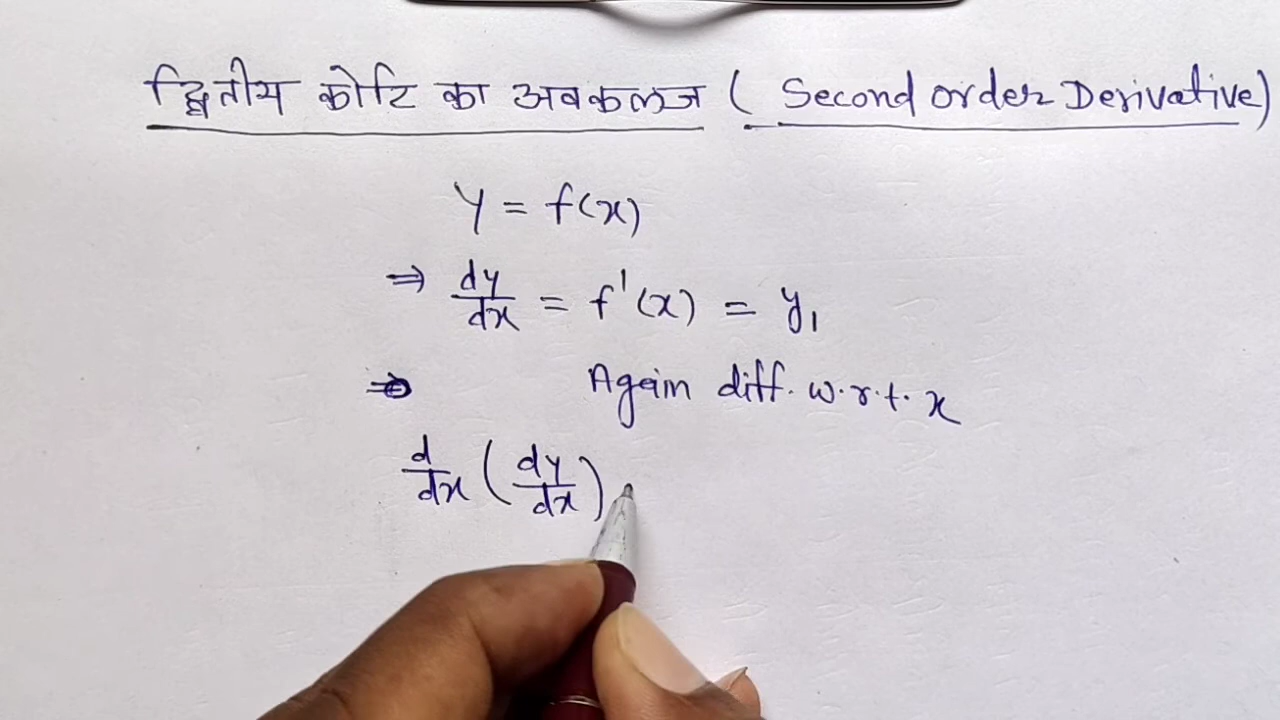 द्वितीय कोटि का अवकलज ( Second order Derivative)
y = f(x)
⇒ dy/dx = f'(x) = y₁
⇒ Again diff. w.r.t. x
d/dx (dy/dx)